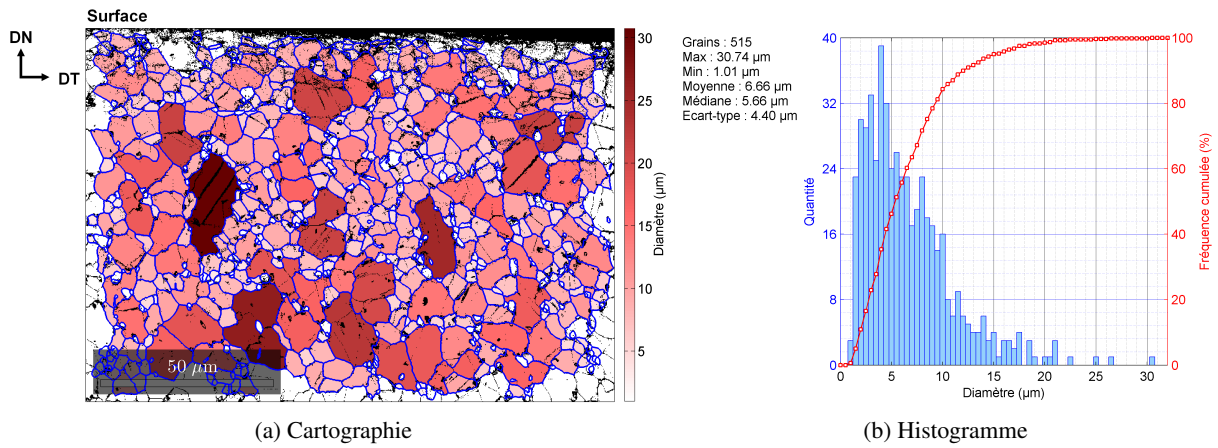 Surface
DN
DT
50 µm
30
25
20
15
10
5
Diamètre (µm)
(a) Cartographie
Grains : 515
Max : 30.74 µm
Min : 1.01 µm
Moyenne : 6.66 µm
Médiane : 5.66 µm
Ecart-type : 4.40 µm
40
32
24
16
8
0
Quantité
0 5 10 15 20 25 30
Diamètre (µm)
100
80
60
40
20
0
Fréquence cumulée (%)
(b) Histogramme